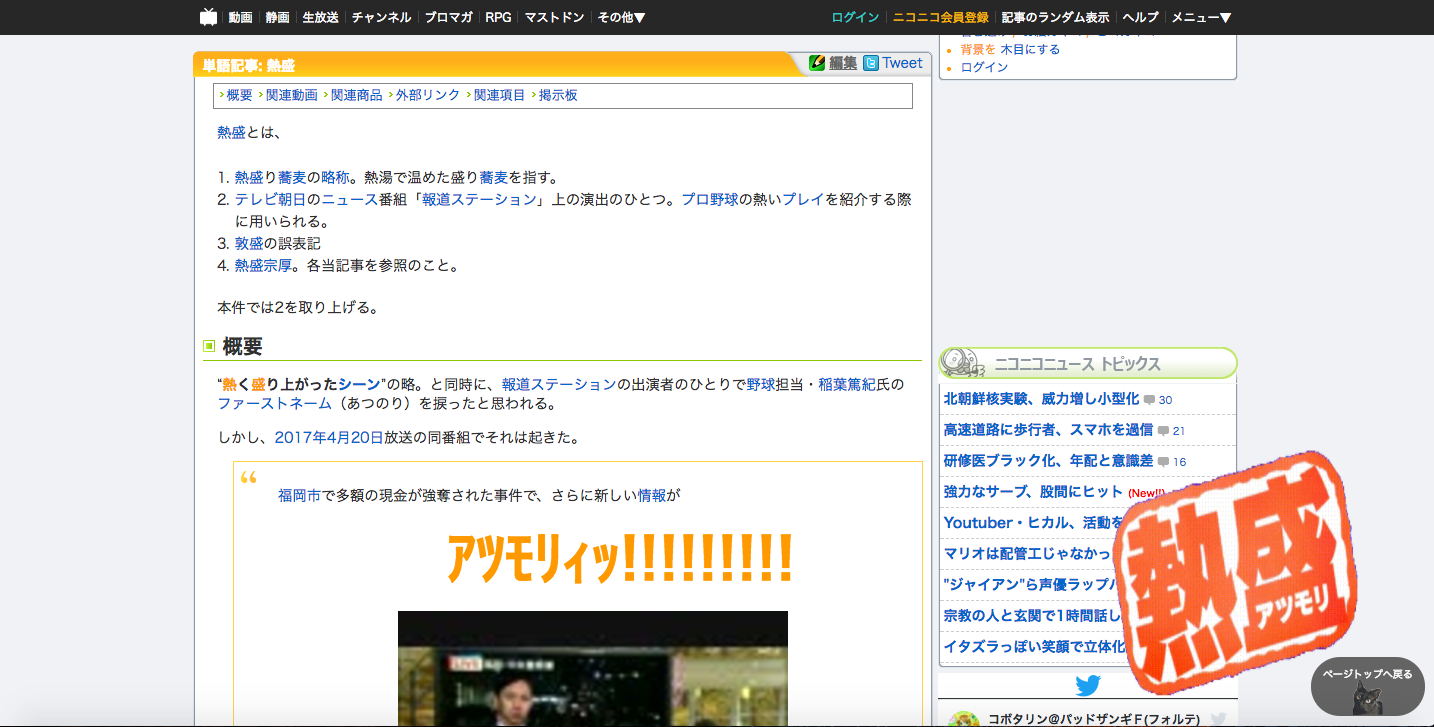 動画 静画 生放送 チャンネル ブロマガ RPG マストドン その他▼ ログイン ニコニコ会員登録 記事のランダム表示 ヘルプ メニュー▼
背景を 木目にする
ログイン
単語記事: 熱盛
編集 Tweet
概要 関連動画 関連商品 外部リンク 関連項目 掲示板
熱盛とは、
1. 熱盛り蕎麦の略称。熱湯で温めた盛り蕎麦を指す。
2. テレビ朝日のニュース番組「報道ステーション」上の演出のひとつ。プロ野球の熱いプレイを紹介する際
に用いられる。
3. 敦盛の誤表記
4. 熱盛宗厚。各当記事を参照のこと。
本件では2を取り上げる。
概要
“熱く盛り上がったシーン”の略。と同時に、報道ステーションの出演者のひとりで野球担当・稲葉篤紀氏の
ファーストネーム（あつのり）を捩ったと思われる。
しかし、2017年4月20日放送の同番組でそれは起きた。
“
福岡市で多額の現金が強奪された事件で、さらに新しい情報が
アツモリィッ!!!!!!!!!
ニコニコニュース トピックス
北朝鮮核実験、威力増し小型化 30
高速道路に歩行者、スマホを過信 21
研修医ブラック化、年配と意識差 16
強力なサーブ、股間にヒット (New!!)
Youtuber・ヒカル、活動を
マリオは配管工じゃなかっ
"ジャイアン"ら声優ラップバ
宗教の人と玄関で1時間話し
イタズラっぽい笑顔で立体化
熱盛
アツモリ
ページトップへ戻る
コボタリン@バッドザンギF(フォルテ)